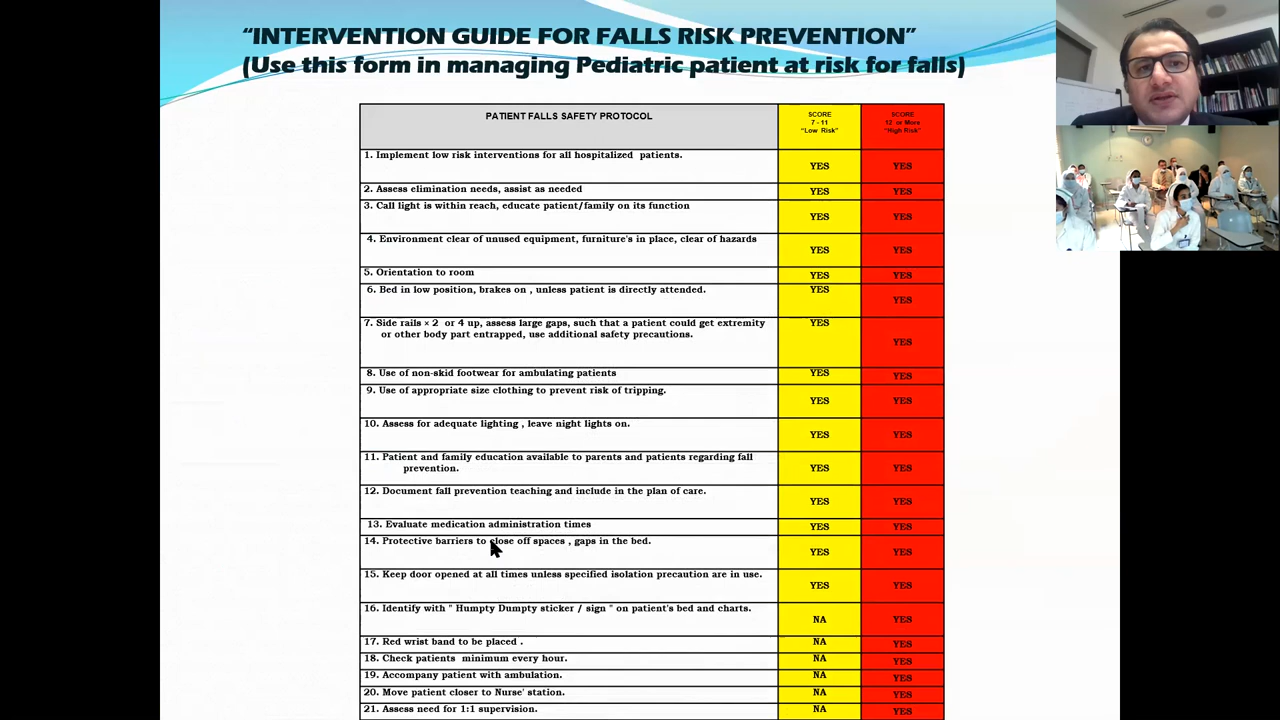 “INTERVENTION GUIDE FOR FALLS RISK PREVENTION”
(Use this form in managing Pediatric patient at risk for falls)
PATIENT FALLS SAFETY PROTOCOL
SCORE
7 - 11
“Low Risk”
SCORE
12 or More
“High Risk”
1. Implement low risk interventions for all hospitalized patients.
YES
YES
2. Assess elimination needs, assist as needed
YES
YES
3. Call light is within reach, educate patient/family on its function
YES
YES
4. Environment clear of unused equipment, furniture's in place, clear of hazards
YES
YES
5. Orientation to room
YES
YES
6. Bed in low position, brakes on , unless patient is directly attended.
YES
YES
7. Side rails × 2 or 4 up, assess large gaps, such that a patient could get extremity
or other body part entrapped, use additional safety precautions.
YES
YES
8. Use of non-skid footwear for ambulating patients
YES
YES
9. Use of appropriate size clothing to prevent risk of tripping.
YES
YES
10. Assess for adequate lighting , leave night lights on.
YES
YES
11. Patient and family education available to parents and patients regarding fall
prevention.
YES
YES
12. Document fall prevention teaching and include in the plan of care.
YES
YES
13. Evaluate medication administration times
YES
YES
14. Protective barriers to close off spaces , gaps in the bed.
YES
YES
15. Keep door opened at all times unless specified isolation precaution are in use.
YES
YES
16. Identify with " Humpty Dumpty sticker / sign " on patient's bed and charts.
NA
YES
17. Red wrist band to be placed .
NA
YES
18. Check patients minimum every hour.
NA
YES
19. Accompany patient with ambulation.
NA
YES
20. Move patient closer to Nurse' station.
NA
YES
21. Assess need for 1:1 supervision.
NA
YES